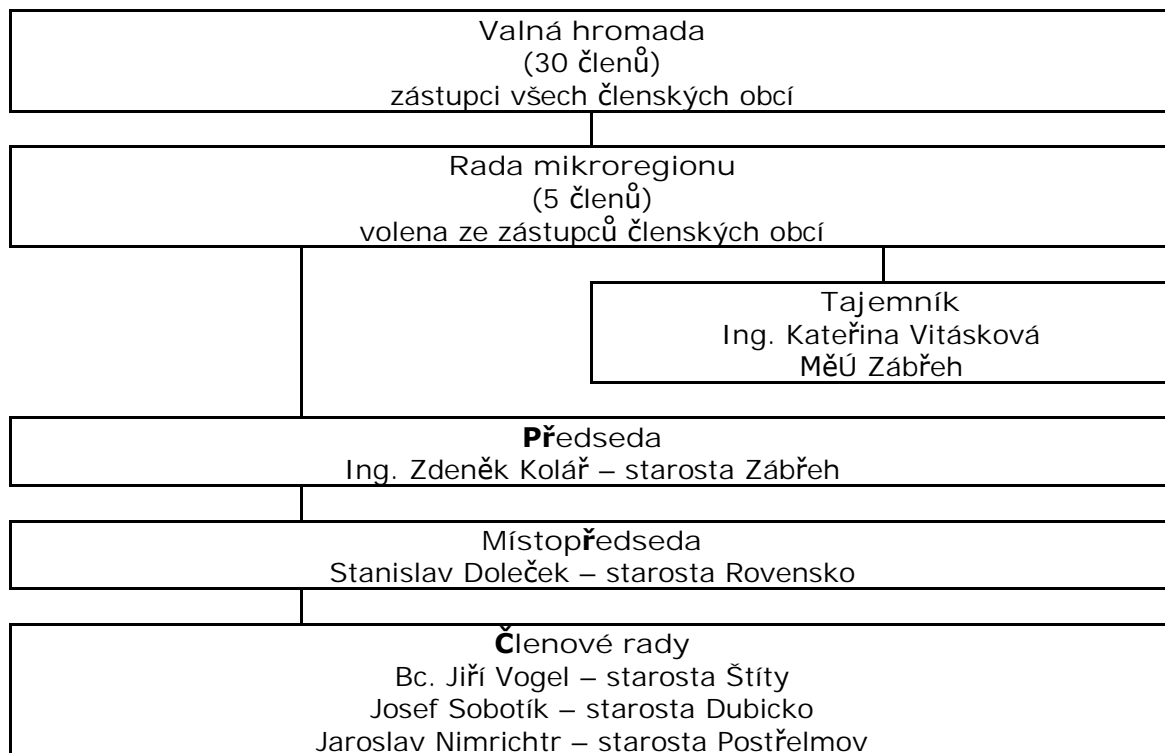 Valná hromada
(30 členů)
zástupci všech členských obcí
Rada mikroregionu
(5 členů)
volena ze zástupců členských obcí
Tajemník
Ing. Kateřina Vitásková
MěÚ Zábřeh
Předseda
Ing. Zdeněk Kolář – starosta Zábřeh
Místopředseda
Stanislav Doleček – starosta Rovensko
Členové rady
Bc. Jiří Vogel – starosta Štíty
Josef Sobotík – starosta Dubicko
Jaroslav Nimrichtr – starosta Postřelmov